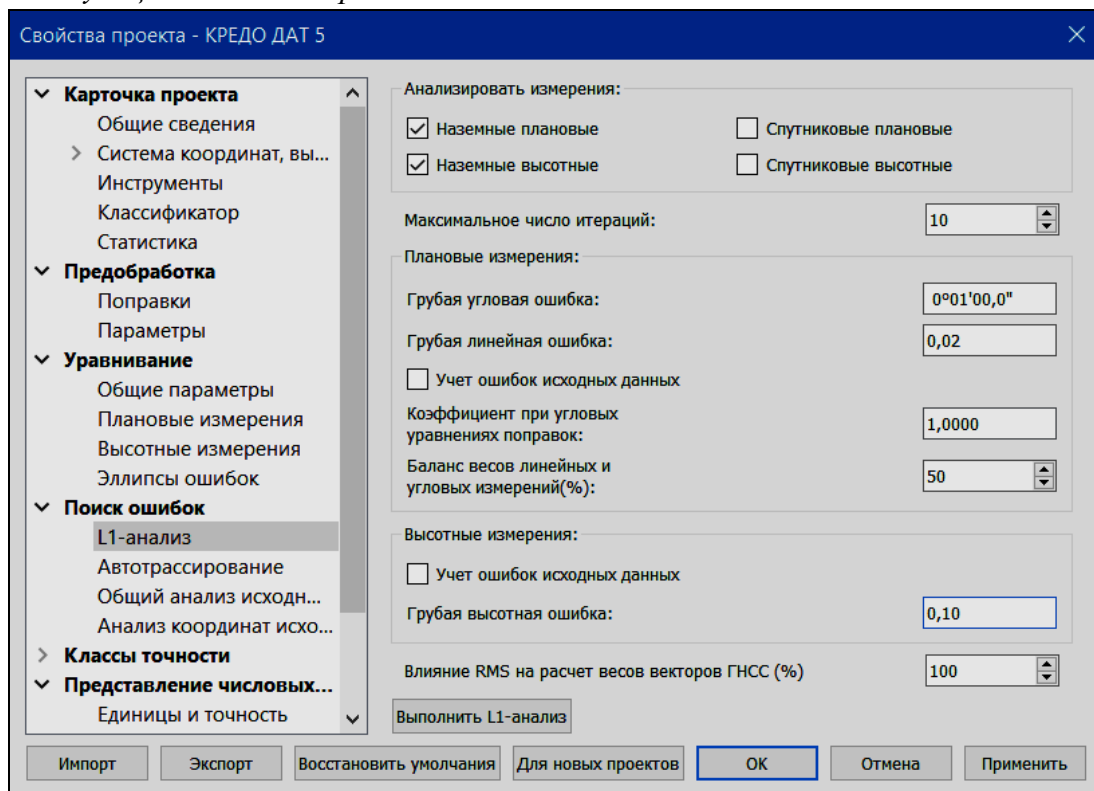 Свойства проекта - КРЕДО ДАТ 5
Карточка проекта
Общие сведения
Система координат, вы...
Инструменты
Классификатор
Статистика
Предобработка
Поправки
Параметры
Уравнивание
Общие параметры
Плановые измерения
Высотные измерения
Эллипсы ошибок
Поиск ошибок
L1-анализ
Автотрассирование
Общий анализ исходн...
Анализ координат исхо...
Классы точности
Представление числовых...
Единицы и точность
Анализировать измерения:
Наземные плановые
Спутниковые плановые
Наземные высотные
Спутниковые высотные
Максимальное число итераций: 10
Плановые измерения:
Грубая угловая ошибка: 0°01'00,0"
Грубая линейная ошибка: 0,02
Учет ошибок исходных данных
Коэффициент при угловых
уравнениях поправок: 1,0000
Баланс весов линейных и
угловых измерений(%): 50
Высотные измерения:
Учет ошибок исходных данных
Грубая высотная ошибка: 0,10
Влияние RMS на расчет весов векторов ГНСС (%) 100
Выполнить L1-анализ
Импорт Экспорт Восстановить умолчания Для новых проектов ОК Отмена Применить